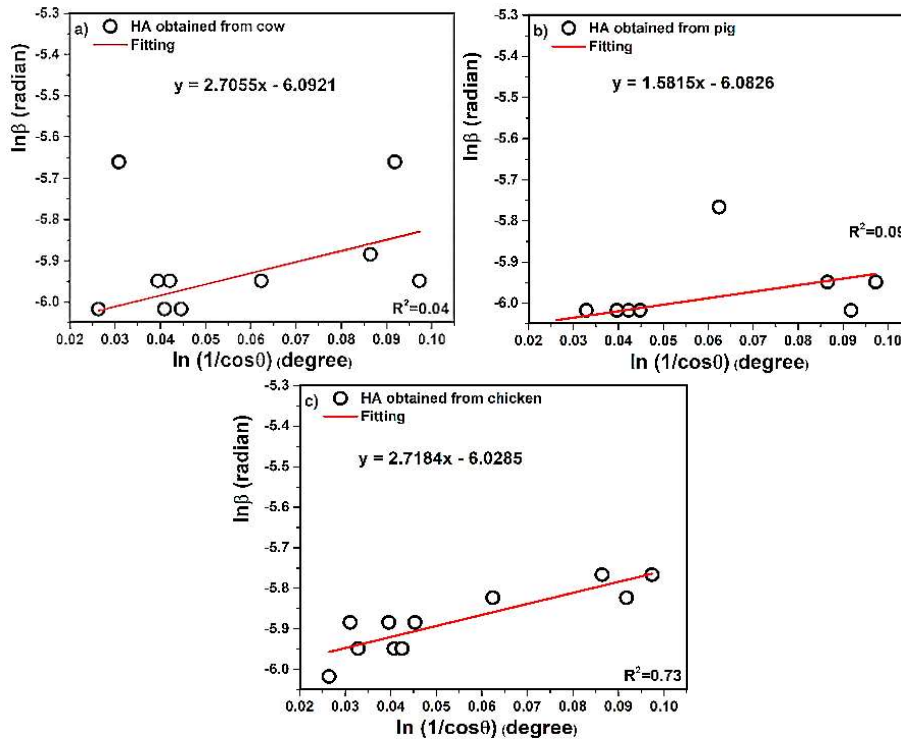 a)
HA obtained from cow
Fitting
y = 2.7055x - 6.0921
R²=0.04
lnβ (radian)
-5.3
-5.4
-5.5
-5.6
-5.7
-5.8
-5.9
-6.0
0.02 0.03 0.04 0.05 0.06 0.07 0.08 0.09 0.10
ln (1/cosθ) (degree)
b)
HA obtained from pig
Fitting
y = 1.5815x - 6.0826
R²=0.09
lnβ (radian)
-5.3
-5.4
-5.5
-5.6
-5.7
-5.8
-5.9
-6.0
0.02 0.03 0.04 0.05 0.06 0.07 0.08 0.09 0.10
ln (1/cosθ) (degree)
c)
HA obtained from chicken
Fitting
y = 2.7184x - 6.0285
R²=0.73
lnβ (radian)
-5.3
-5.4
-5.5
-5.6
-5.7
-5.8
-5.9
-6.0
0.02 0.03 0.04 0.05 0.06 0.07 0.08 0.09 0.10
ln (1/cosθ) (degree)